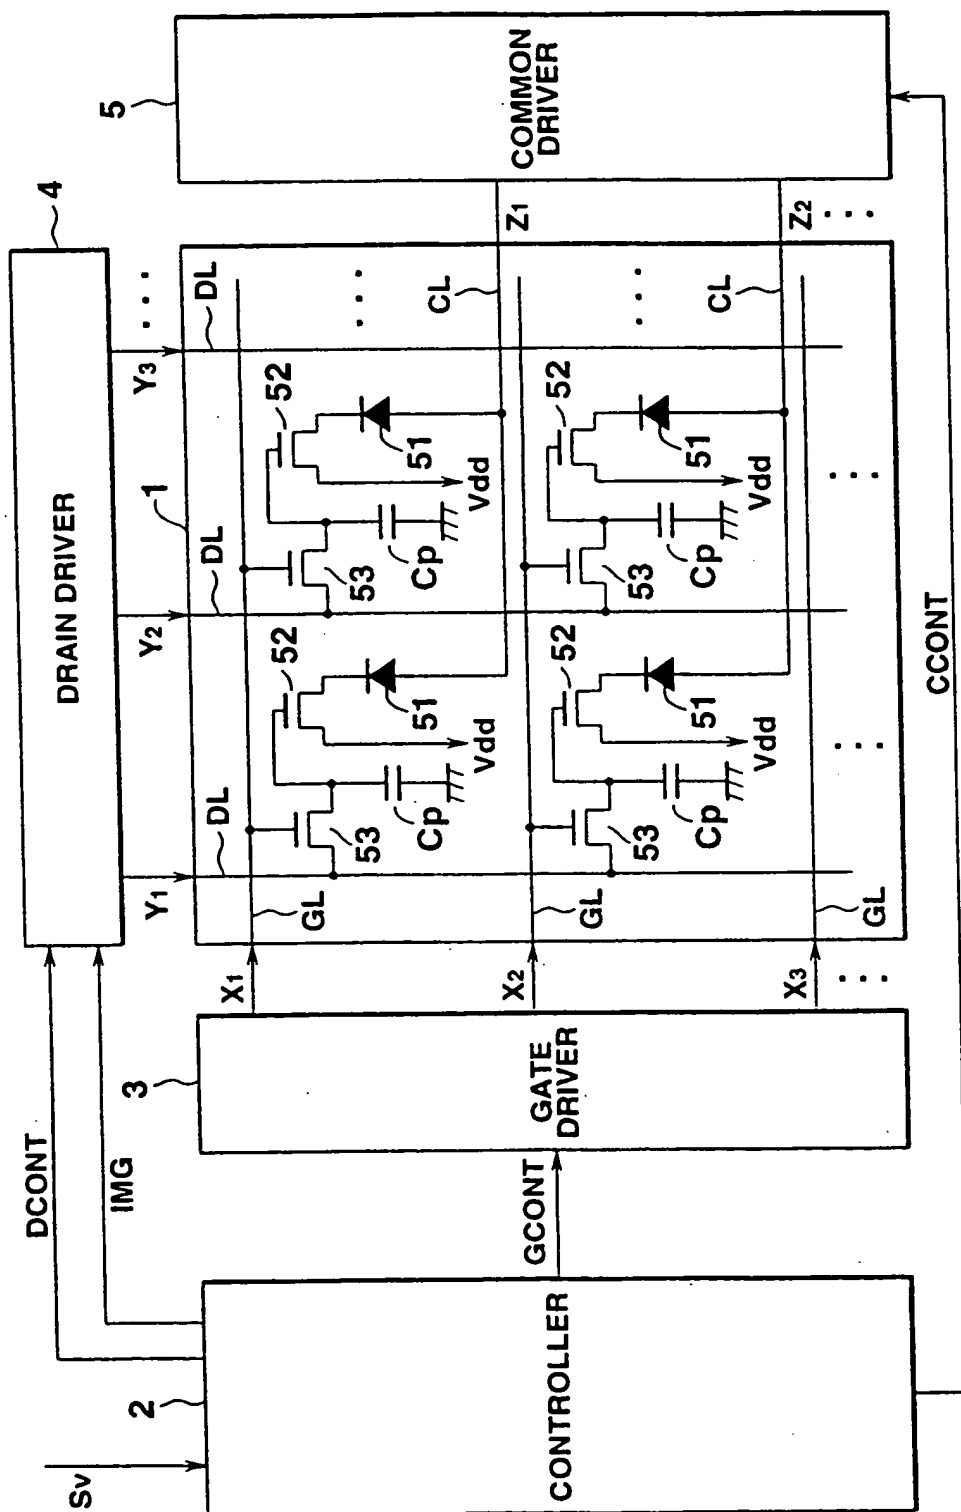 Sv
2
CONTROLLER
DCONT
IMG
GCONT
CCONT
3
GATE
DRIVER
4
DRAIN DRIVER
5
COMMON
DRIVER
1
Y1
Y2
Y3
...
DL
DL
DL
X1
X2
X3
...
GL
GL
GL
Z1
Z2
...
CL
CL
52
52
53
53
51
51
Cp
Cp
Vdd
Vdd
...
52
52
53
53
51
51
Cp
Cp
Vdd
Vdd
...
...
...